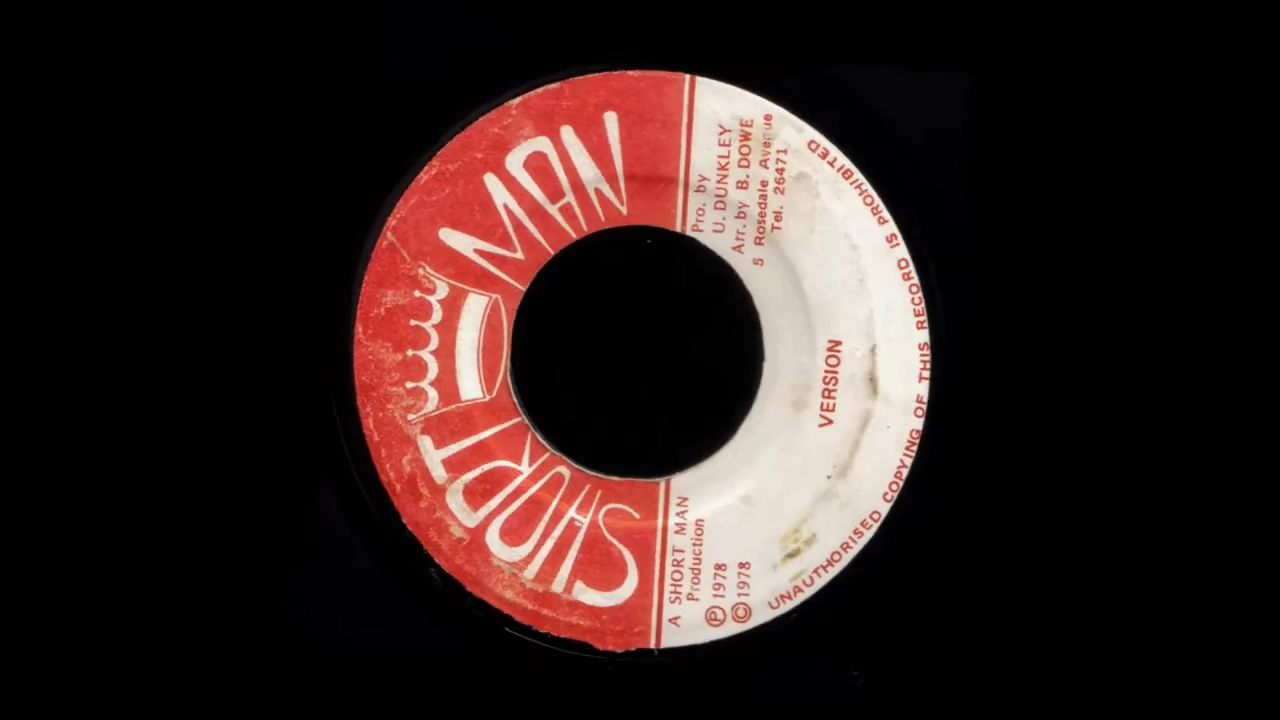 SHORT MAN
A SHORT MAN
Production
Ⓟ 1978
© 1978
Pro. by
U. DUNKLEY
Arr. by B. DOWE
5 Rosedale Avenue
Tel. 26471
VERSION
UNAUTHORISED COPYING OF THIS RECORD IS PROHIBITED